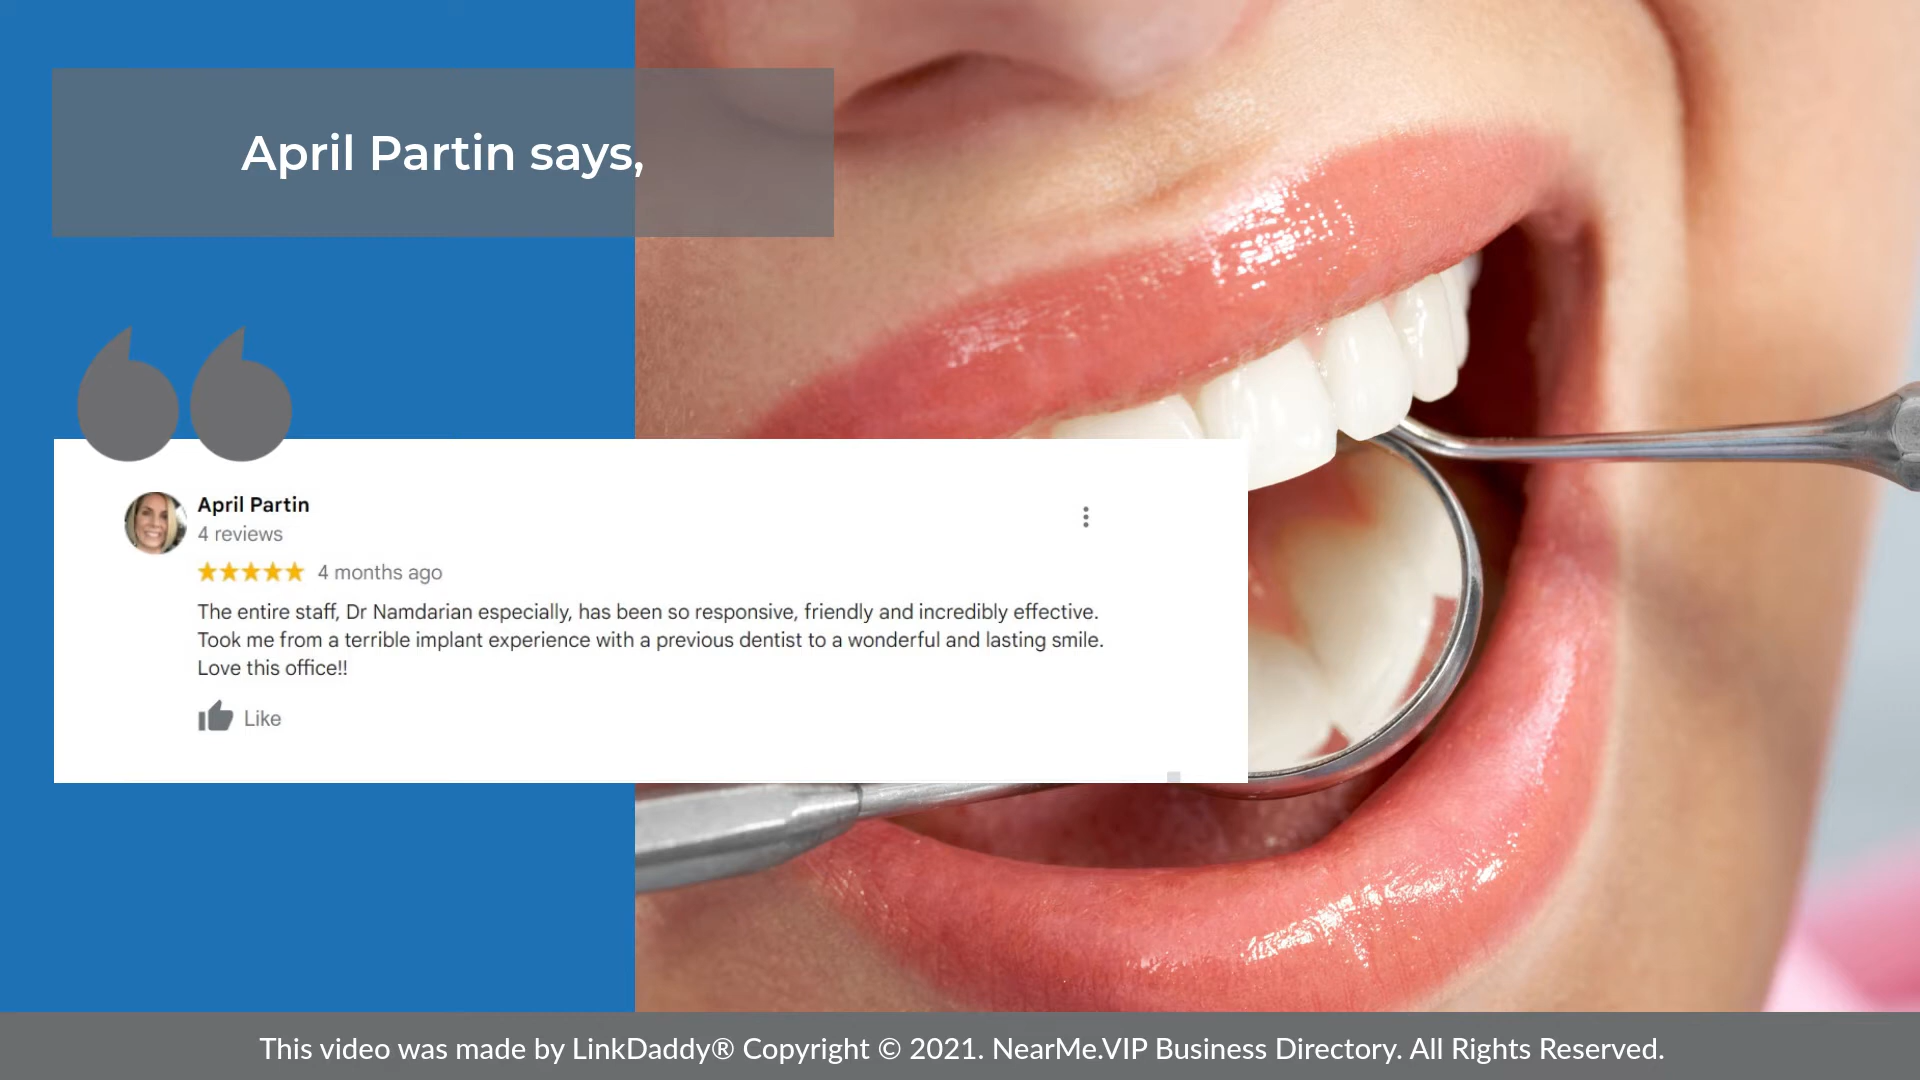 April Partin says,
April Partin
4 reviews
4 months ago
The entire staff, Dr Namdarian especially, has been so responsive, friendly and incredibly effective.
Took me from a terrible implant experience with a previous dentist to a wonderful and lasting smile.
Love this office!!
Like
This video was made by LinkDaddy® Copyright © 2021. NearMe.VIP Business Directory. All Rights Reserved.